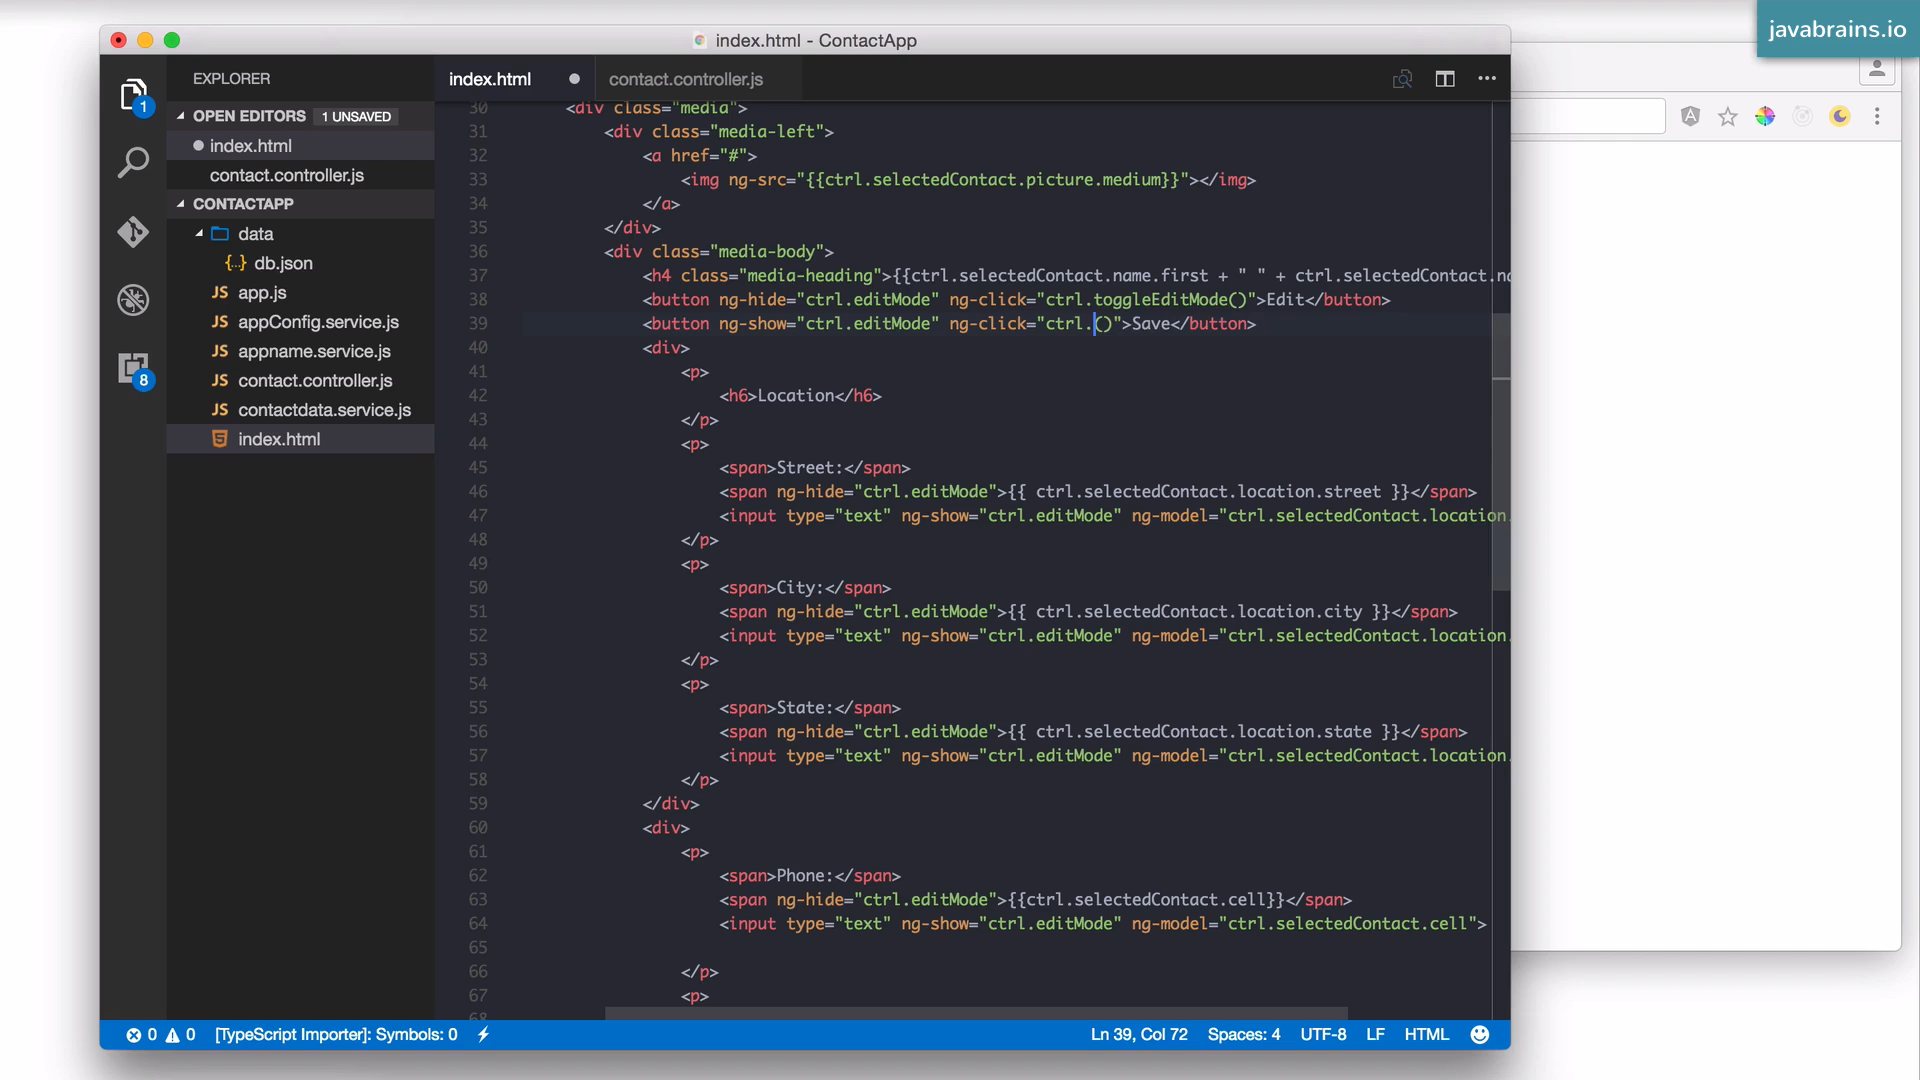 javabrains.io
index.html - ContactApp
EXPLORER
OPEN EDITORS 1 UNSAVED
index.html
contact.controller.js
CONTACTAPP
data
{..} db.json
JS app.js
JS appConfig.service.js
JS appname.service.js
JS contact.controller.js
JS contactdata.service.js
index.html
1
8
index.html
contact.controller.js
30 <div class="media">
31 <div class="media-left">
32 <a href="#">
33 <img ng-src="{{ctrl.selectedContact.picture.medium}}"></img>
34 </a>
35 </div>
36 <div class="media-body">
37 <h4 class="media-heading">{{ctrl.selectedContact.name.first + " " + ctrl.selectedContact.na
38 <button ng-hide="ctrl.editMode" ng-click="ctrl.toggleEditMode()">Edit</button>
39 <button ng-show="ctrl.editMode" ng-click="ctrl.()">Save</button>
40 <div>
41 <p>
42 <h6>Location</h6>
43 </p>
44 <p>
45 <span>Street:</span>
46 <span ng-hide="ctrl.editMode">{{ ctrl.selectedContact.location.street }}</span>
47 <input type="text" ng-show="ctrl.editMode" ng-model="ctrl.selectedContact.location.
48 </p>
49 <p>
50 <span>City:</span>
51 <span ng-hide="ctrl.editMode">{{ ctrl.selectedContact.location.city }}</span>
52 <input type="text" ng-show="ctrl.editMode" ng-model="ctrl.selectedContact.location.
53 </p>
54 <p>
55 <span>State:</span>
56 <span ng-hide="ctrl.editMode">{{ ctrl.selectedContact.location.state }}</span>
57 <input type="text" ng-show="ctrl.editMode" ng-model="ctrl.selectedContact.location.
58 </p>
59 </div>
60 <div>
61 <p>
62 <span>Phone:</span>
63 <span ng-hide="ctrl.editMode">{{ctrl.selectedContact.cell}}</span>
64 <input type="text" ng-show="ctrl.editMode" ng-model="ctrl.selectedContact.cell">
65
66 </p>
67 <p>
68
0 0 [TypeScript Importer]: Symbols: 0
Ln 39, Col 72 Spaces: 4 UTF-8 LF HTML